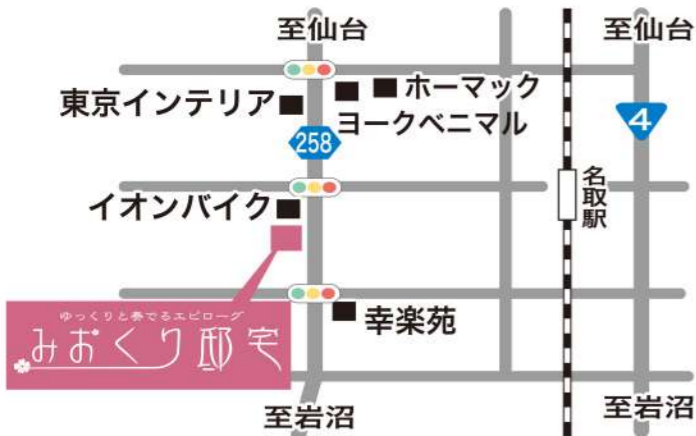 至仙台
至仙台
東京インテリア
ホーマック
ヨークベニマル
258
4
イオンバイク
名取駅
ゆっくりと奏でるエピローグ
みおくり邸宅
幸楽苑
至岩沼
至岩沼